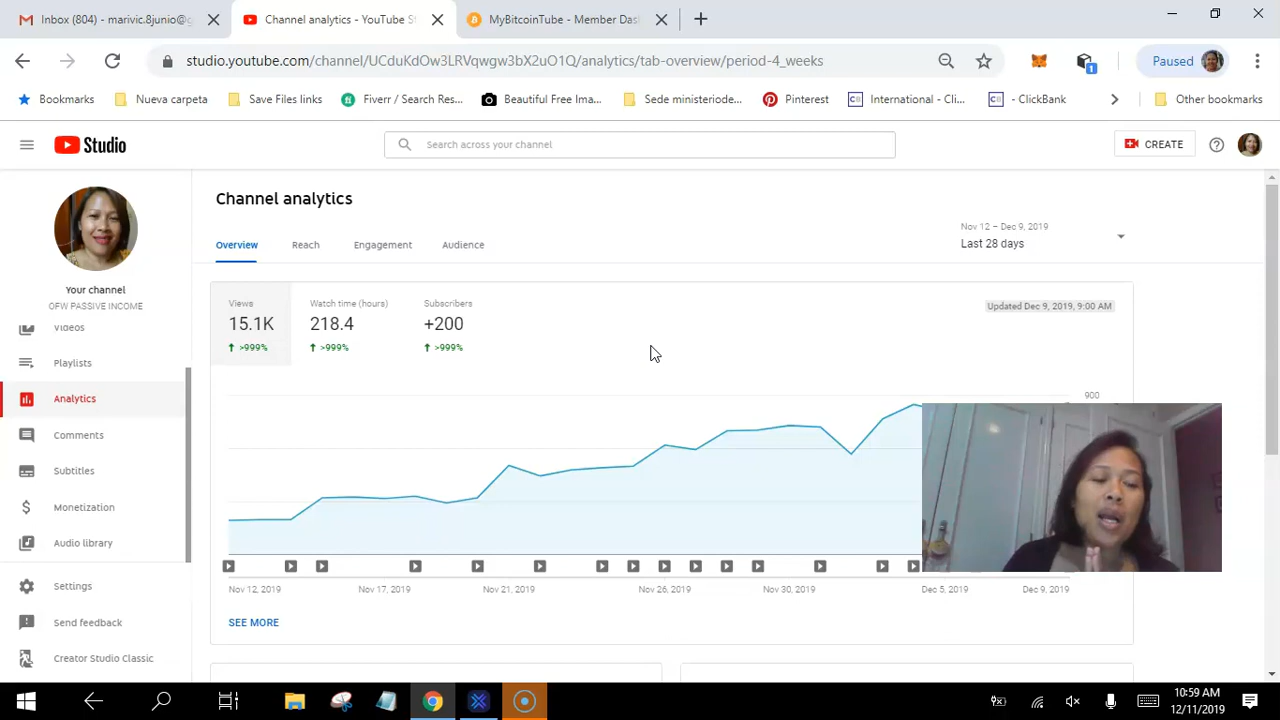 Inbox (804) - marivic.8junio@g
Channel analytics - YouTube St
MyBitcoinTube - Member Das
studio.youtube.com/channel/UCduKdOw3LRVqwgw3bX2uO1Q/analytics/tab-overview/period-4_weeks
Paused
Bookmarks
Nueva carpeta
Save Files links
Fiverr / Search Res...
Beautiful Free Ima...
Sede ministeriode...
Pinterest
International - Cli...
- ClickBank
Other bookmarks
Studio
Search across your channel
CREATE
Channel analytics
Overview
Reach
Engagement
Audience
Nov 12 – Dec 9, 2019
Last 28 days
Your channel
OFW PASSIVE INCOME
Videos
Playlists
Analytics
Comments
Subtitles
Monetization
Audio library
Settings
Send feedback
Creator Studio Classic
Views
15.1K
>999%
Watch time (hours)
218.4
>999%
Subscribers
+200
>999%
Updated Dec 9, 2019, 9:00 AM
900
Nov 12, 2019
Nov 17, 2019
Nov 21, 2019
Nov 26, 2019
Nov 30, 2019
Dec 5, 2019
Dec 9, 2019
SEE MORE
10:59 AM
12/11/2019